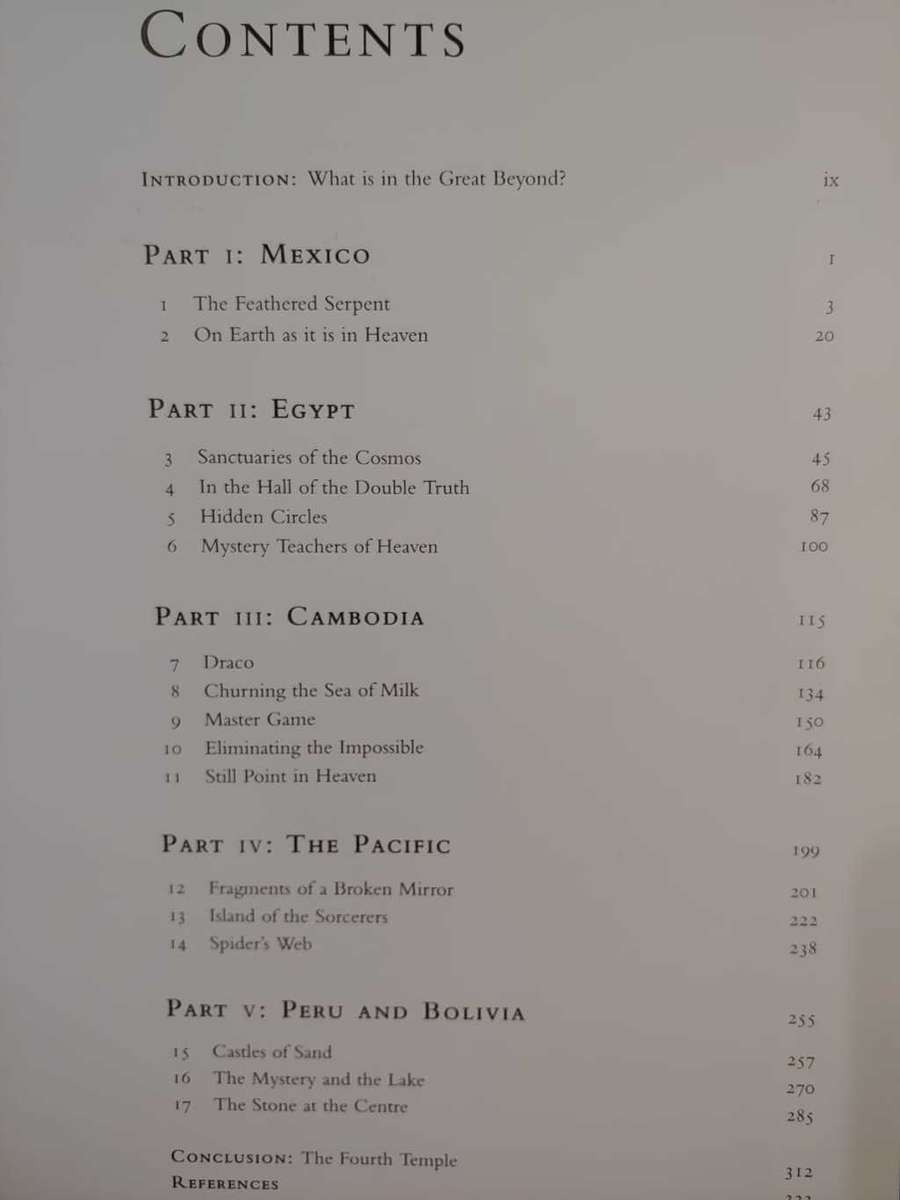 CONTENTS
INTRODUCTION: What is in the Great Beyond? ix
PART I: MEXICO 1
1 The Feathered Serpent 3
2 On Earth as it is in Heaven 20
PART II: EGYPT 43
3 Sanctuaries of the Cosmos 45
4 In the Hall of the Double Truth 68
5 Hidden Circles 87
6 Mystery Teachers of Heaven 100
PART III: CAMBODIA 115
7 Draco 116
8 Churning the Sea of Milk 134
9 Master Game 150
10 Eliminating the Impossible 164
11 Still Point in Heaven 182
PART IV: THE PACIFIC 199
12 Fragments of a Broken Mirror 201
13 Island of the Sorcerers 222
14 Spider's Web 238
PART V: PERU AND BOLIVIA 255
15 Castles of Sand 257
16 The Mystery and the Lake 270
17 The Stone at the Centre 285
CONCLUSION: The Fourth Temple 312
REFERENCES